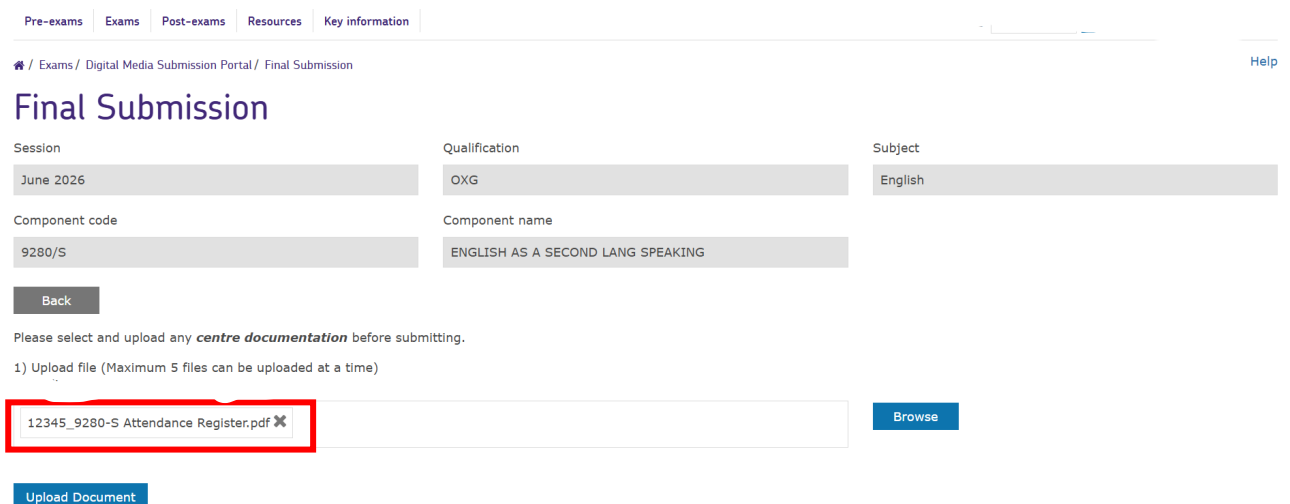 Pre-exams Exams Post-exams Resources Key information
/ Exams / Digital Media Submission Portal / Final Submission
Help
Final Submission
Session Qualification Subject
June 2026 OXG English
Component code Component name
9280/S ENGLISH AS A SECOND LANG SPEAKING
Back
Please select and upload any centre documentation before submitting.
1) Upload file (Maximum 5 files can be uploaded at a time)
12345_9280-S Attendance Register.pdf
Browse
Upload Document